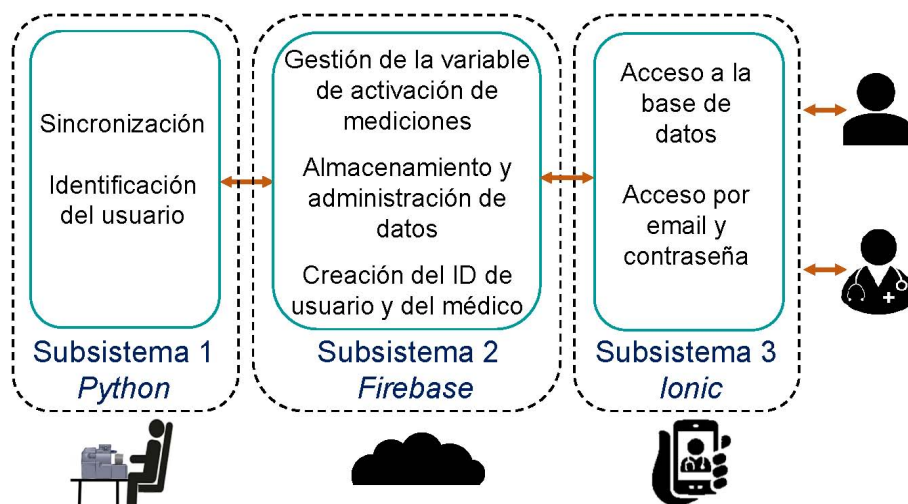 Sincronización
Identificación
del usuario
Subsistema 1
Python
Gestión de la variable
de activación de
mediciones
Almacenamiento y
administración de
datos
Creación del ID de
usuario y del médico
Subsistema 2
Firebase
Acceso a la
base de
datos
Acceso por
email y
contraseña
Subsistema 3
Ionic